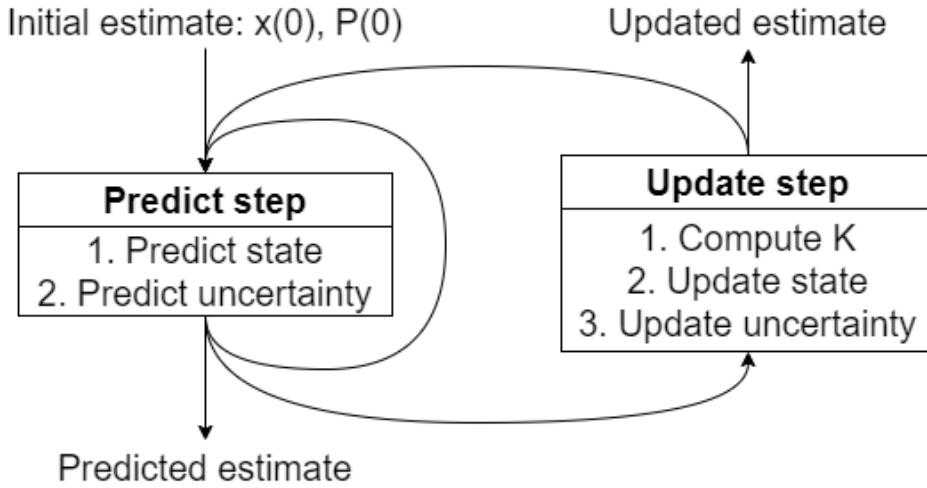 Initial estimate: x(0), P(0)
Updated estimate
Predict step
1. Predict state
2. Predict uncertainty
Update step
1. Compute K
2. Update state
3. Update uncertainty
Predicted estimate